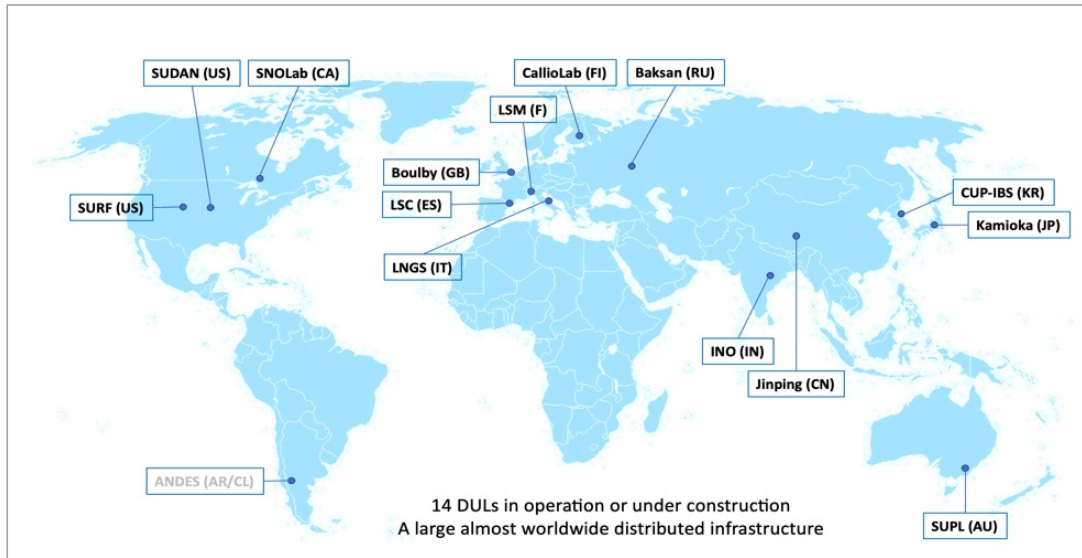 SUDAN (US)
SNOLab (CA)
CallioLab (FI)
Baksan (RU)
LSM (F)
Boulby (GB)
CUP-IBS (KR)
SURF (US)
LSC (ES)
Kamioka (JP)
LNGS (IT)
INO (IN)
Jinping (CN)
ANDES (AR/CL)
14 DULs in operation or under construction
A large almost worldwide distributed infrastructure
SUPL (AU)